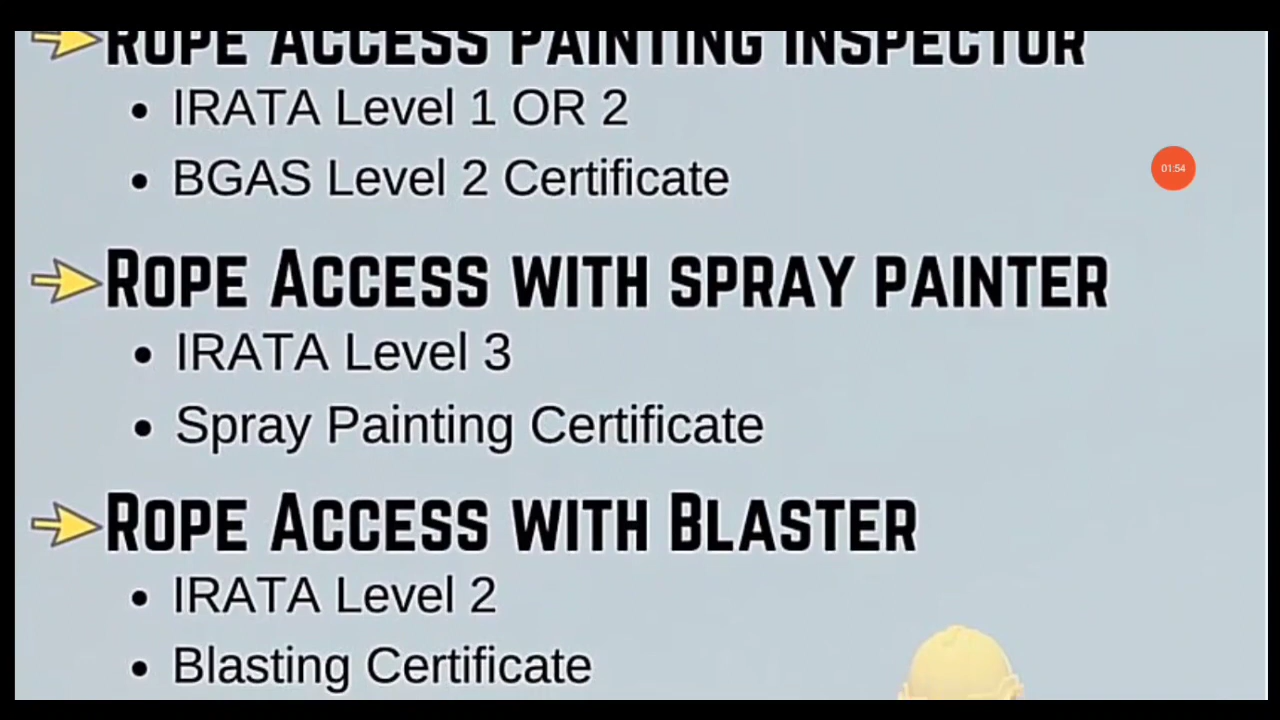 ROPE ACCESS PAINTING INSPECTOR
• IRATA Level 1 OR 2
• BGAS Level 2 Certificate
01:54
ROPE ACCESS WITH SPRAY PAINTER
• IRATA Level 3
• Spray Painting Certificate
ROPE ACCESS WITH BLASTER
• IRATA Level 2
• Blasting Certificate